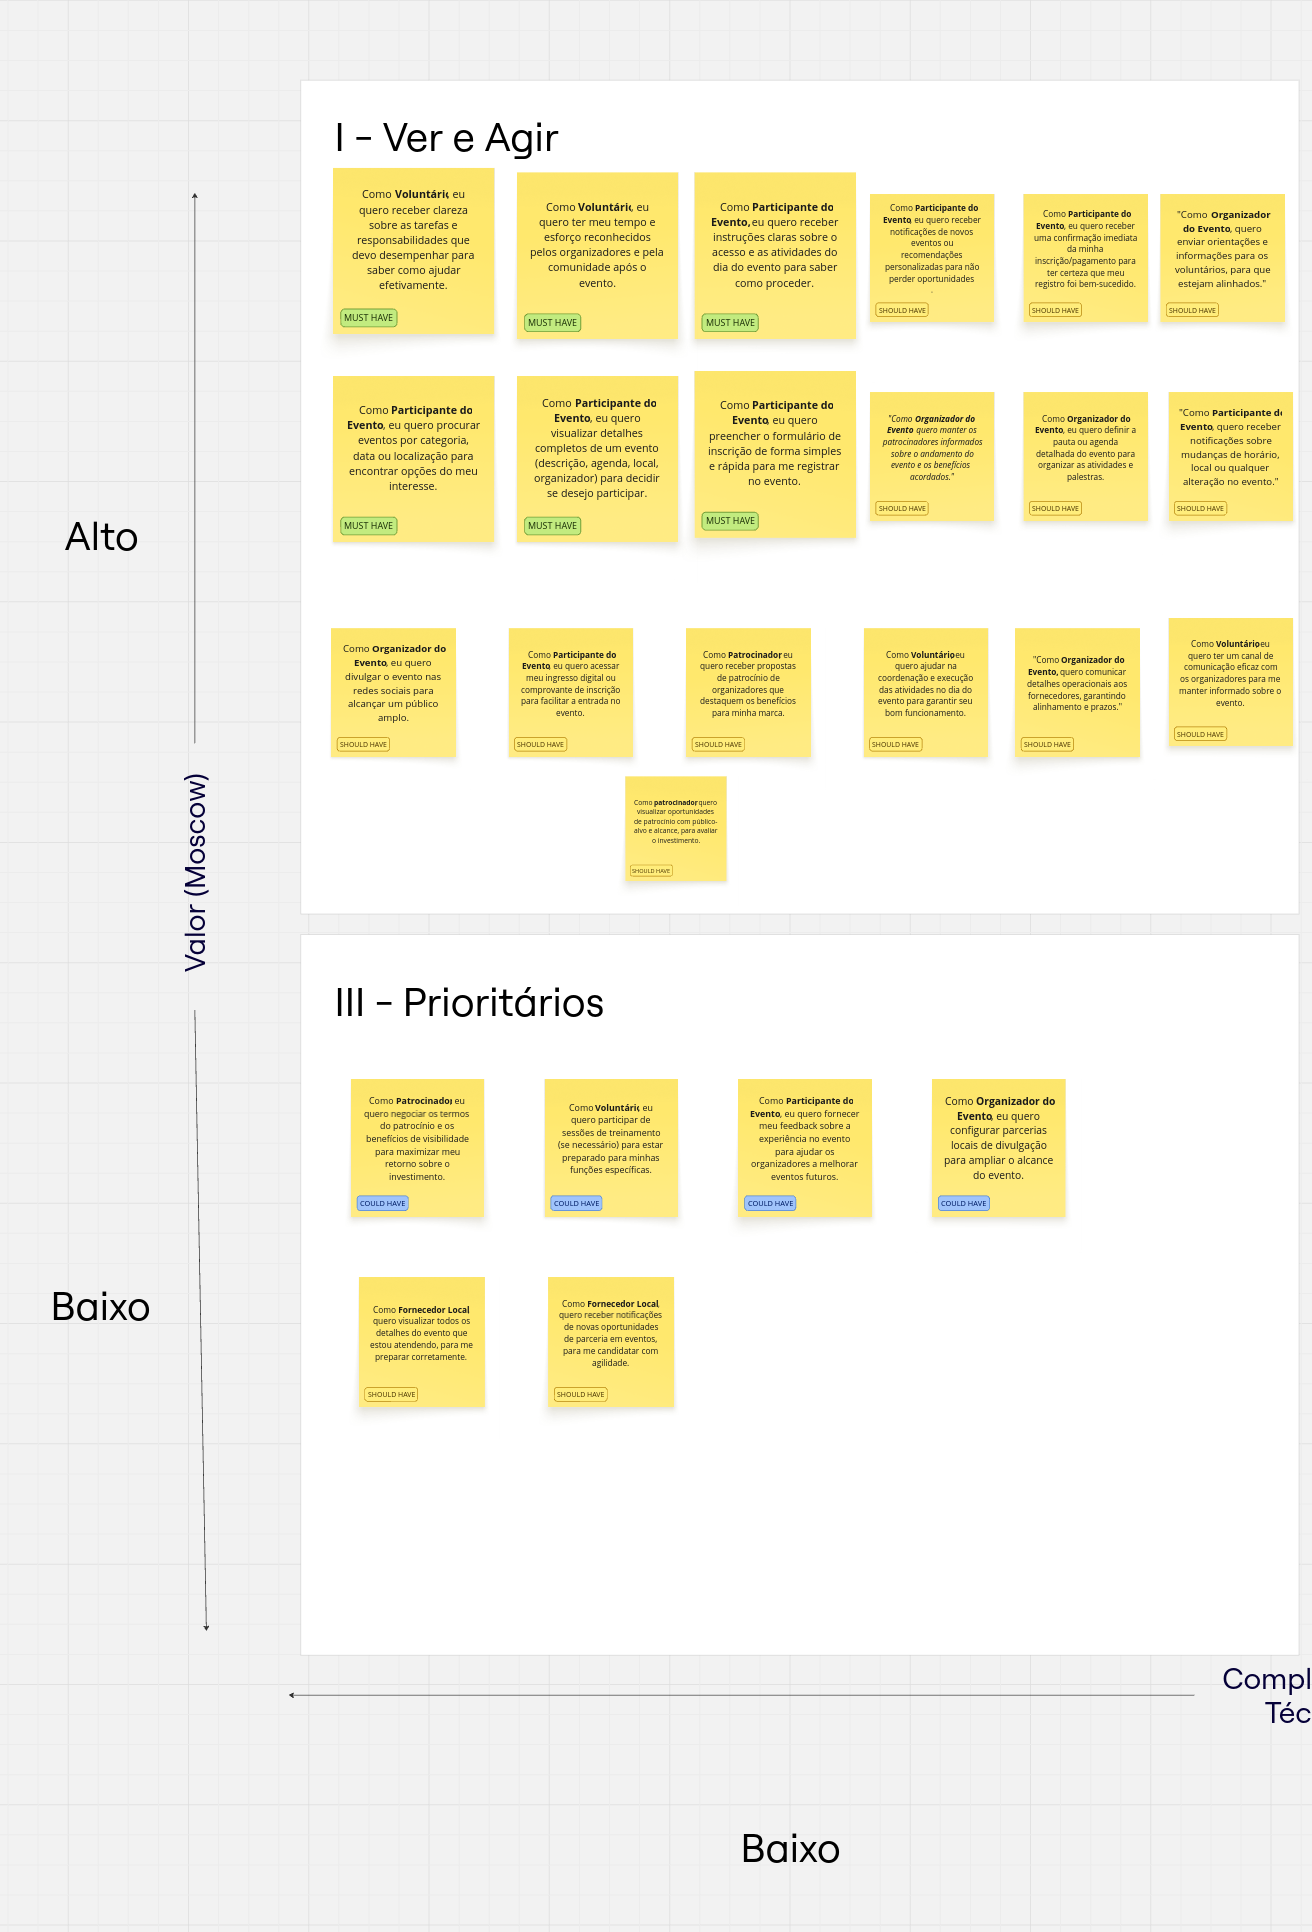 I - Ver e Agir
Como Voluntário, eu
quero receber clareza
sobre as tarefas e
responsabilidades que
devo desempenhar para
saber como ajudar
efetivamente.
MUST HAVE
Como Voluntário, eu
quero ter meu tempo e
esforço reconhecidos
pelos organizadores e pela
comunidade após o
evento.
MUST HAVE
Como Participante do
Evento, eu quero receber
instruções claras sobre o
acesso e as atividades do
dia do evento para saber
como proceder.
MUST HAVE
Como Participante do
Evento, eu quero receber
notificações de novos
eventos ou
recomendações
personalizadas para não
perder oportunidades
.
SHOULD HAVE
Como Participante do
Evento, eu quero receber
uma confirmação imediata
da minha
inscrição/pagamento para
ter certeza que meu
registro foi bem-sucedido.
SHOULD HAVE
"Como Organizador
do Evento, quero
enviar orientações e
informações para os
voluntários, para que
estejam alinhados."
SHOULD HAVE
Como Participante do
Evento, eu quero procurar
eventos por categoria,
data ou localização para
encontrar opções do meu
interesse.
MUST HAVE
Como Participante do
Evento, eu quero
visualizar detalhes
completos de um evento
(descrição, agenda, local,
organizador) para decidir
se desejo participar.
MUST HAVE
Como Participante do
Evento, eu quero
preencher o formulário de
inscrição de forma simples
e rápida para me registrar
no evento.
MUST HAVE
"Como Organizador do
Evento quero manter os
patrocinadores informados
sobre o andamento do
evento e os benefícios
acordados."
SHOULD HAVE
Como Organizador do
Evento, eu quero definir a
pauta ou agenda
detalhada do evento para
organizar as atividades e
palestras.
SHOULD HAVE
"Como Participante do
Evento, quero receber
notificações sobre
mudanças de horário,
local ou qualquer
alteração no evento."
SHOULD HAVE
Alto
Como Organizador do
Evento, eu quero
divulgar o evento nas
redes sociais para
alcançar um público
amplo.
SHOULD HAVE
Como Participante do
Evento, eu quero acessar
meu ingresso digital ou
comprovante de inscrição
para facilitar a entrada no
evento.
SHOULD HAVE
Como Patrocinador, eu
quero receber propostas
de patrocínio de
organizadores que
destaquem os benefícios
para minha marca.
SHOULD HAVE
Como Voluntário, eu
quero ajudar na
coordenação e execução
das atividades no dia do
evento para garantir seu
bom funcionamento.
SHOULD HAVE
"Como Organizador do
Evento, quero comunicar
detalhes operacionais aos
fornecedores, garantindo
alinhamento e prazos."
SHOULD HAVE
Como Voluntário, eu
quero ter um canal de
comunicação eficaz com
os organizadores para me
manter informado sobre o
evento.
SHOULD HAVE
Como patrocinador, quero
visualizar oportunidades
de patrocínio com público-
alvo e alcance, para avaliar
o investimento.
SHOULD HAVE
Valor (Moscow)
III - Prioritários
Como Patrocinador, eu
quero negociar os termos
do patrocínio e os
benefícios de visibilidade
para maximizar meu
retorno sobre o
investimento.
COULD HAVE
Como Voluntário, eu
quero participar de
sessões de treinamento
(se necessário) para estar
preparado para minhas
funções específicas.
COULD HAVE
Como Participante do
Evento, eu quero fornecer
meu feedback sobre a
experiência no evento
para ajudar os
organizadores a melhorar
eventos futuros.
COULD HAVE
Como Organizador do
Evento, eu quero
configurar parcerias
locais de divulgação
para ampliar o alcance
do evento.
COULD HAVE
Baixo
Como Fornecedor Local,
quero visualizar todos os
detalhes do evento que
estou atendendo, para me
preparar corretamente.
SHOULD HAVE
Como Fornecedor Local,
quero receber notificações
de novas oportunidades
de parceria em eventos,
para me candidatar com
agilidade.
SHOULD HAVE
Compl
Téc
Baixo